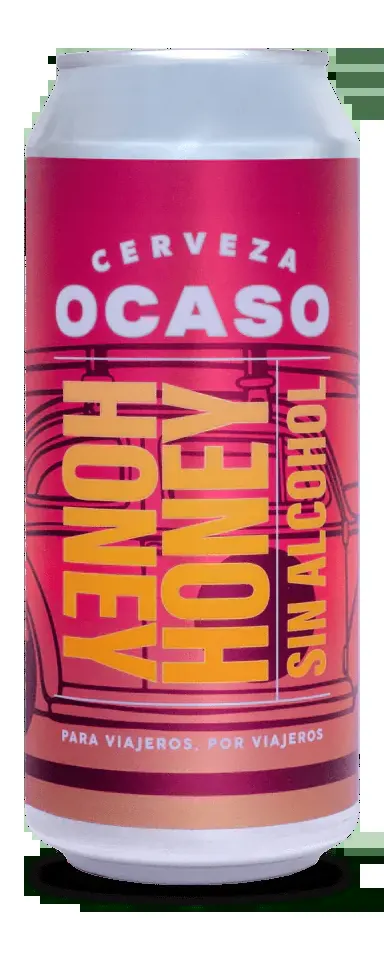 CERVEZA
OCASO
HONEY
HONEY
SIN ALCOHOL
PARA VIAJEROS, POR VIAJEROS